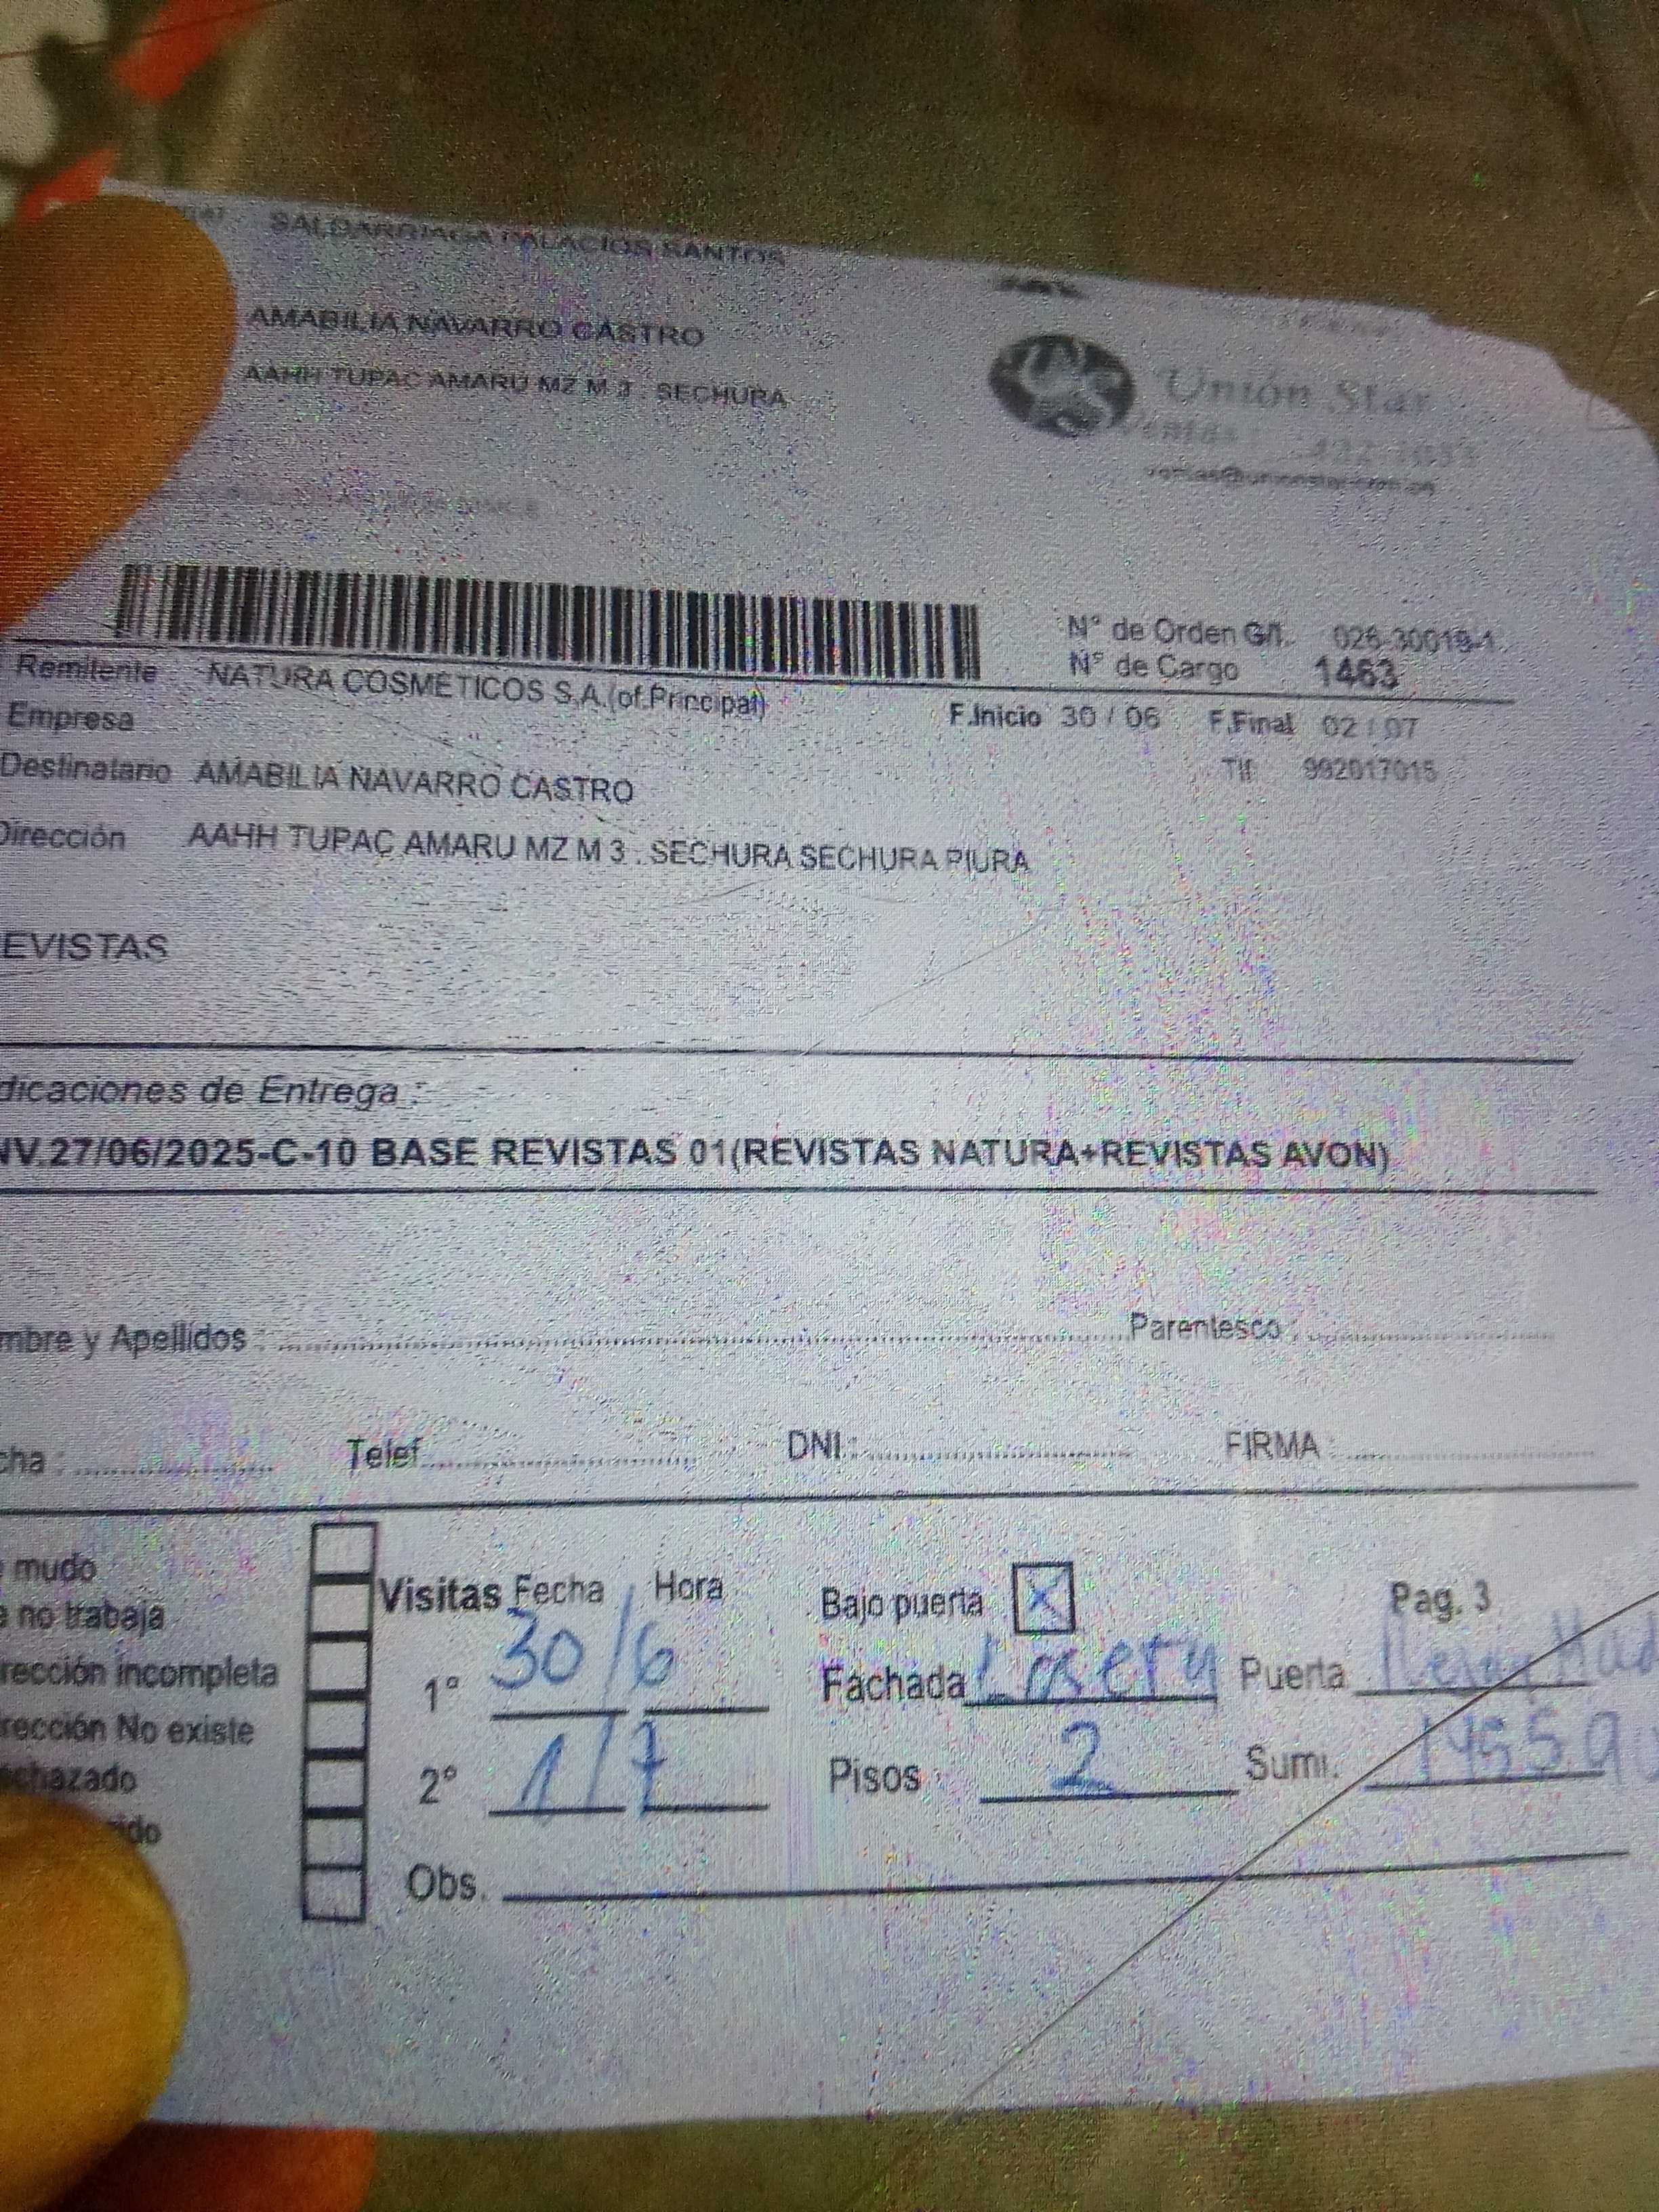 SALDARRIAGA PALACIOS SANTOS
AMABILIA NAVARRO CASTRO
AAHH TUPAC AMARU MZ M 3 . SECHURA
Unión Star
N° de Orden G/I. 026-30019-1
N° de Cargo 1463
Remitente : NATURA COSMETICOS S.A.(of.Principal)
Empresa F.Inicio 30 / 06 F.Final 02 / 07
Destinatario AMABILIA NAVARRO CASTRO Tlf 992017015
Dirección AAHH TUPAC AMARU MZ M 3 . SECHURA SECHURA PIURA
EVISTAS
dicaciones de Entrega :
NV.27/06/2025-C-10 BASE REVISTAS 01(REVISTAS NATURA+REVISTAS AVON)
mbre y Apellidos : Parentesco :
cha : Telef. DNI.: FIRMA :
mudo
no trabaja
rección incompleta
rección No existe
chazado
ido
Visitas Fecha Hora
1° 30/6
2° 1/7
Obs.
Bajo puerta X Pag. 3
Fachada Puerta
Pisos : 2 Sumi.